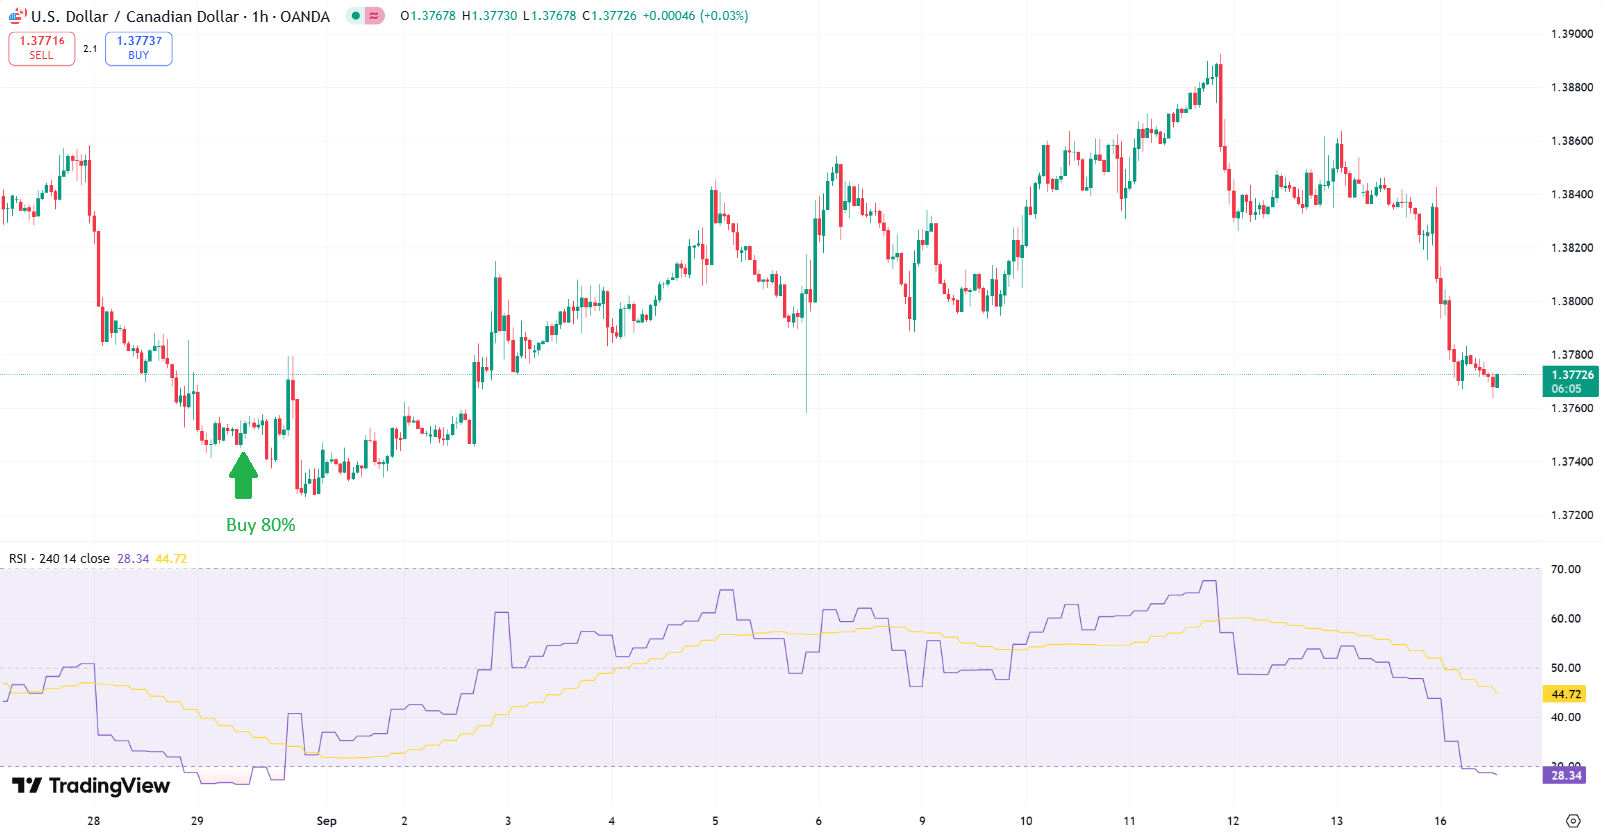 U.S. Dollar / Canadian Dollar · 1h · OANDA O1.37678 H1.37730 L1.37678 C1.37726 +0.00046 (+0.03%)
1.37716 2.1 1.37737
SELL BUY
1.39000
1.38800
1.38600
1.38400
1.38200
1.38000
1.37800
1.37726
06:05
1.37600
1.37400
1.37200
Buy 80%
RSI · 240 14 close 28.34 44.72
70.00
60.00
50.00
44.72
40.00
30.00
28.34
TradingView
28 29 Sep 2 3 4 5 6 9 10 11 12 13 16